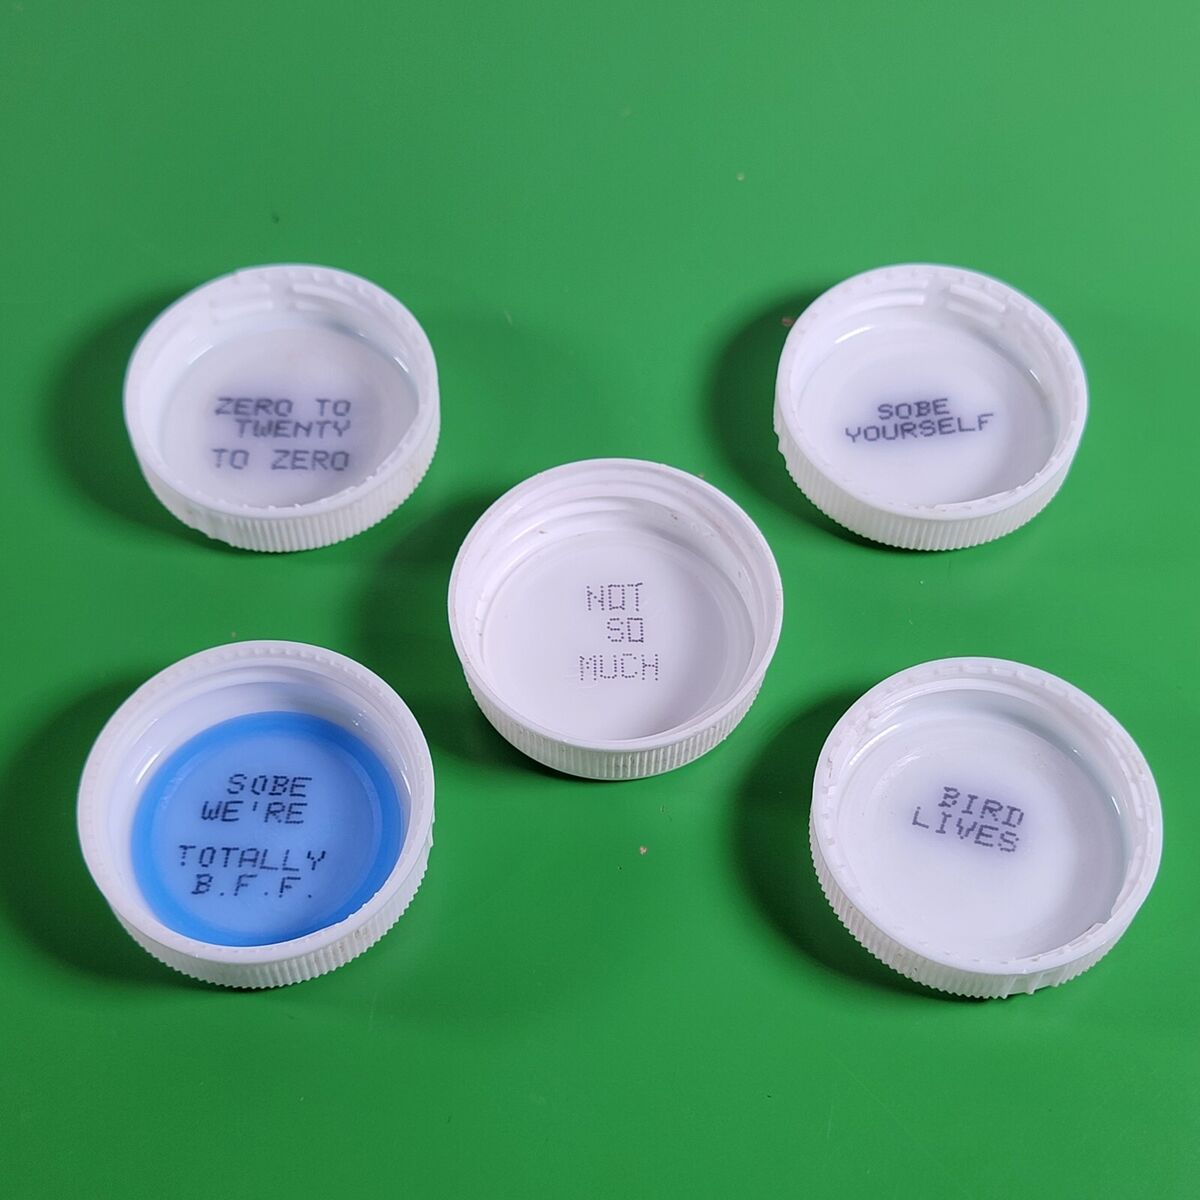 ZERO TO
TWENTY
TO ZERO
SOBE
YOURSELF
NOT
SO
MUCH
SOBE
WE'RE
TOTALLY
B.F.F.
BIRD
LIVES